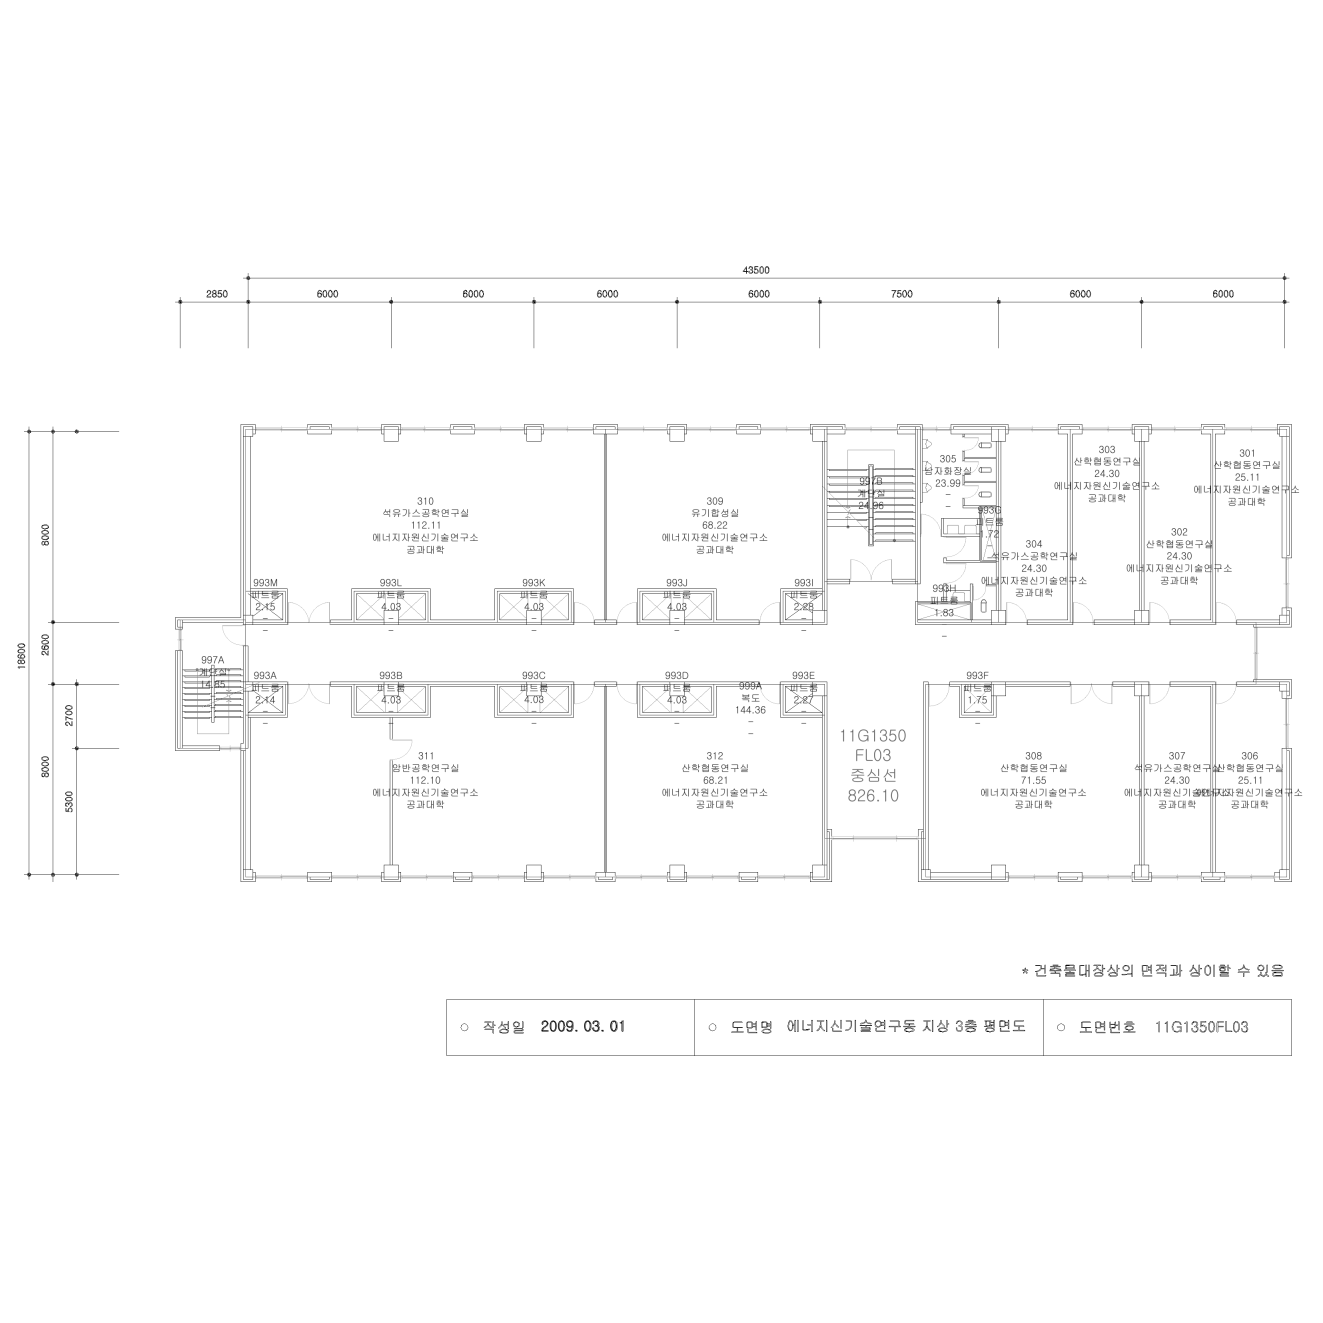 43500
2850 6000 6000 6000 6000 7500 6000 6000
18600
8000
2600
8000
2700
5300
310
석유가스공학연구실
112.11
에너지자원신기술연구소
공과대학
309
유기합성실
68.22
에너지자원신기술연구소
공과대학
997B
계단실
24.96
305
남자화장실
23.99
-
993G
피트룸
1.72
304
석유가스공학연구실
24.30
에너지자원신기술연구소
공과대학
303
산학협동연구실
24.30
에너지자원신기술연구소
공과대학
302
산학협동연구실
24.30
에너지자원신기술연구소
공과대학
301
산학협동연구실
25.11
에너지자원신기술연구소
공과대학
993M
피트룸
2.15
-
993L
피트룸
4.03
-
993K
피트룸
4.03
-
993J
피트룸
4.03
-
993I
피트룸
2.28
-
993H
피트룸
1.83
-
997A
"계단실"
14.85
993A
피트룸
2.14
-
993B
피트룸
4.03
-
993C
피트룸
4.03
-
993D
피트룸
4.03
-
999A
복도
144.36
-
-
993E
피트룸
2.27
-
993F
피트룸
1.75
-
311
암반공학연구실
112.10
에너지자원신기술연구소
공과대학
312
산학협동연구실
68.21
에너지자원신기술연구소
공과대학
11G1350
FL03
중심선
826.10
308
산학협동연구실
71.55
에너지자원신기술연구소
공과대학
307
석유가스공학연구실
24.30
에너지자원신기술연구소
공과대학
306
산학협동연구실
25.11
에너지자원신기술연구소
공과대학
* 건축물대장상의 면적과 상이할 수 있음
○ 작성일 2009. 03. 01
○ 도면명 에너지신기술연구동 지상 3층 평면도
○ 도면번호 11G1350FL03